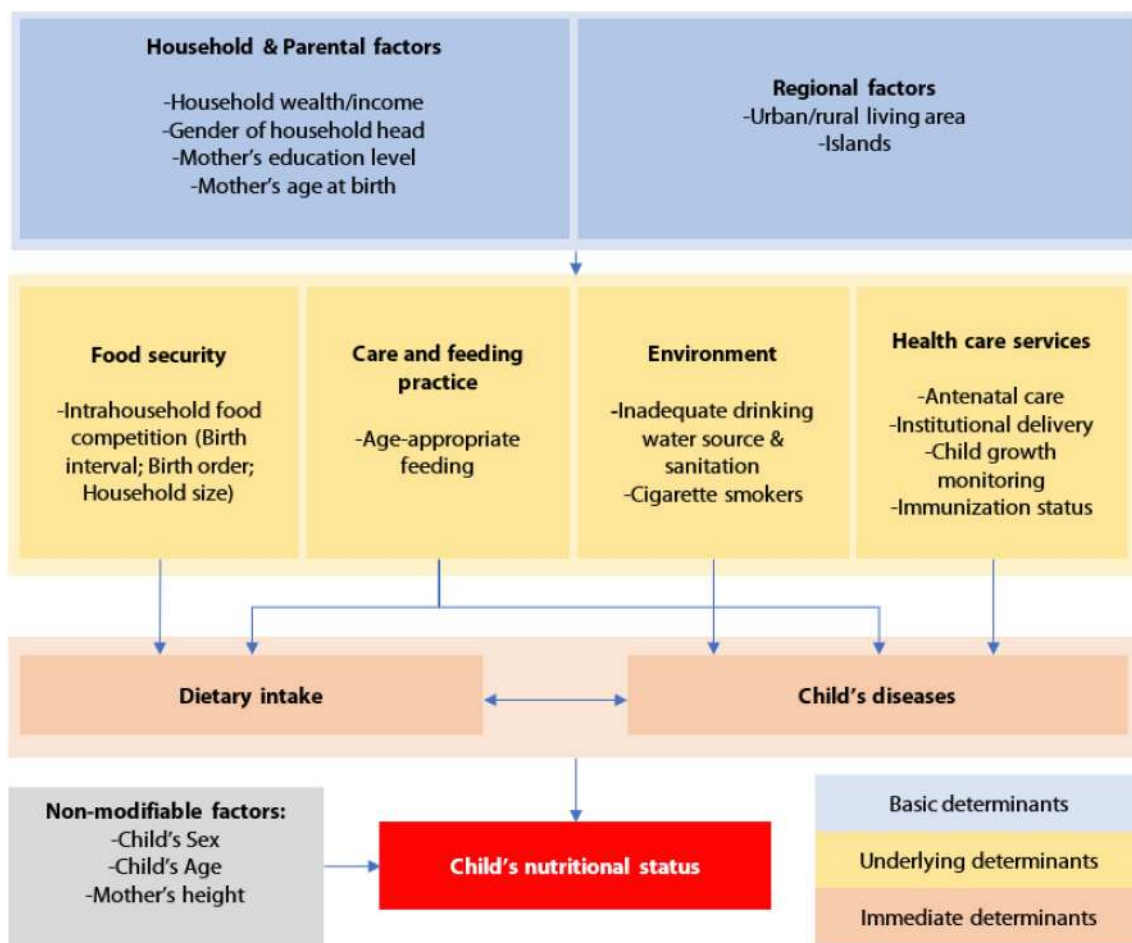 Household & Parental factors
-Household wealth/income
-Gender of household head
-Mother's education level
-Mother's age at birth
Regional factors
-Urban/rural living area
-Islands
Food security
-Intrahousehold food
competition (Birth
interval; Birth order;
Household size)
Care and feeding
practice
-Age-appropriate
feeding
Environment
-Inadequate drinking
water source &
sanitation
-Cigarette smokers
Health care services
-Antenatal care
-Institutional delivery
-Child growth
monitoring
-Immunization status
Dietary intake
Child's diseases
Non-modifiable factors:
-Child's Sex
-Child's Age
-Mother's height
Child's nutritional status
Basic determinants
Underlying determinants
Immediate determinants